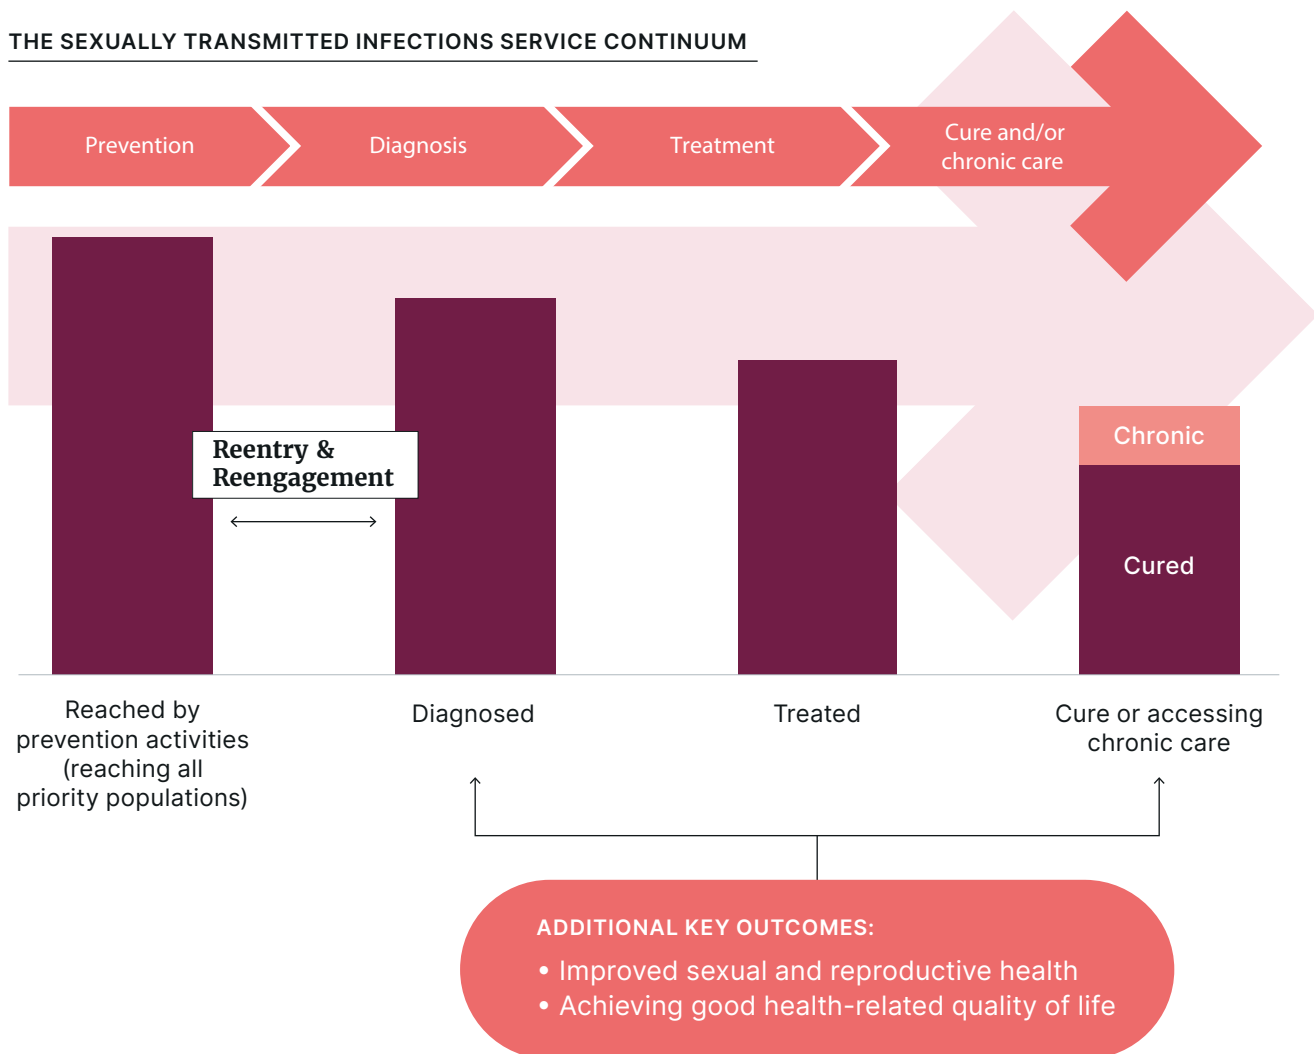 THE SEXUALLY TRANSMITTED INFECTIONS SERVICE CONTINUUM
Prevention
Diagnosis
Treatment
Cure and/or
chronic care
Reentry &
Reengagement
Chronic
Cured
Reached by
prevention activities
(reaching all
priority populations)
Diagnosed
Treated
Cure or accessing
chronic care
ADDITIONAL KEY OUTCOMES:
• Improved sexual and reproductive health
• Achieving good health-related quality of life